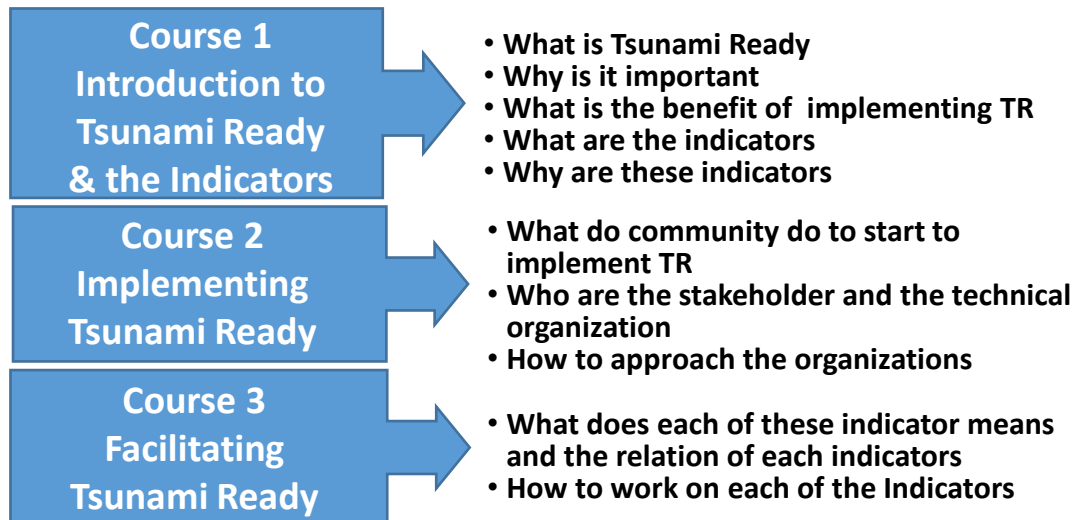 Course 1
Introduction to
Tsunami Ready
& the Indicators
• What is Tsunami Ready
• Why is it important
• What is the benefit of implementing TR
• What are the indicators
• Why are these indicators
Course 2
Implementing
Tsunami Ready
• What do community do to start to
implement TR
• Who are the stakeholder and the technical
organization
• How to approach the organizations
Course 3
Facilitating
Tsunami Ready
• What does each of these indicator means
and the relation of each indicators
• How to work on each of the Indicators